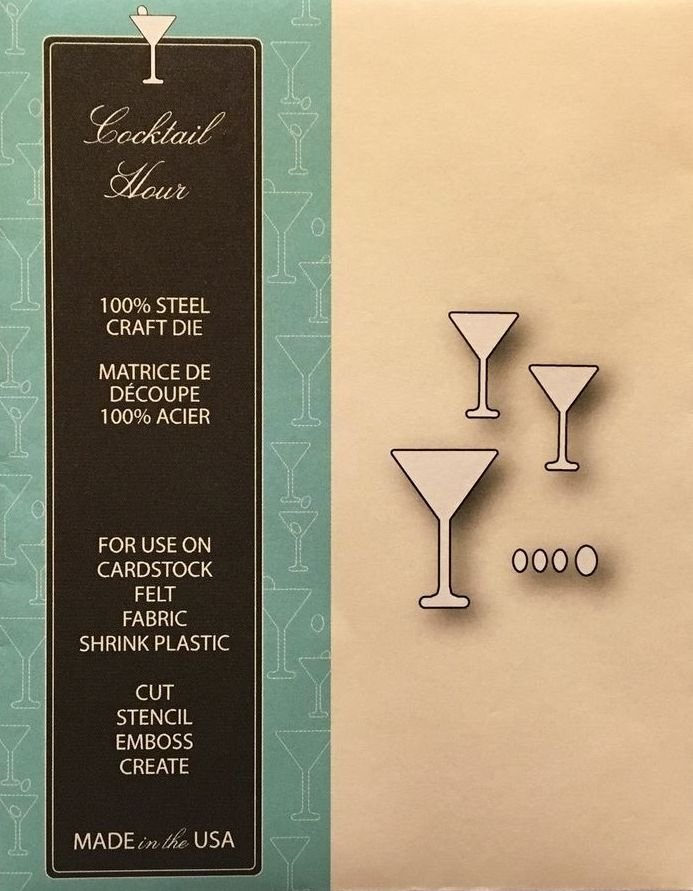 Cocktail
Hour
100% STEEL
CRAFT DIE
MATRICE DE
DÉCOUPE
100% ACIER
FOR USE ON
CARDSTOCK
FELT
FABRIC
SHRINK PLASTIC
CUT
STENCIL
EMBOSS
CREATE
MADE in the USA